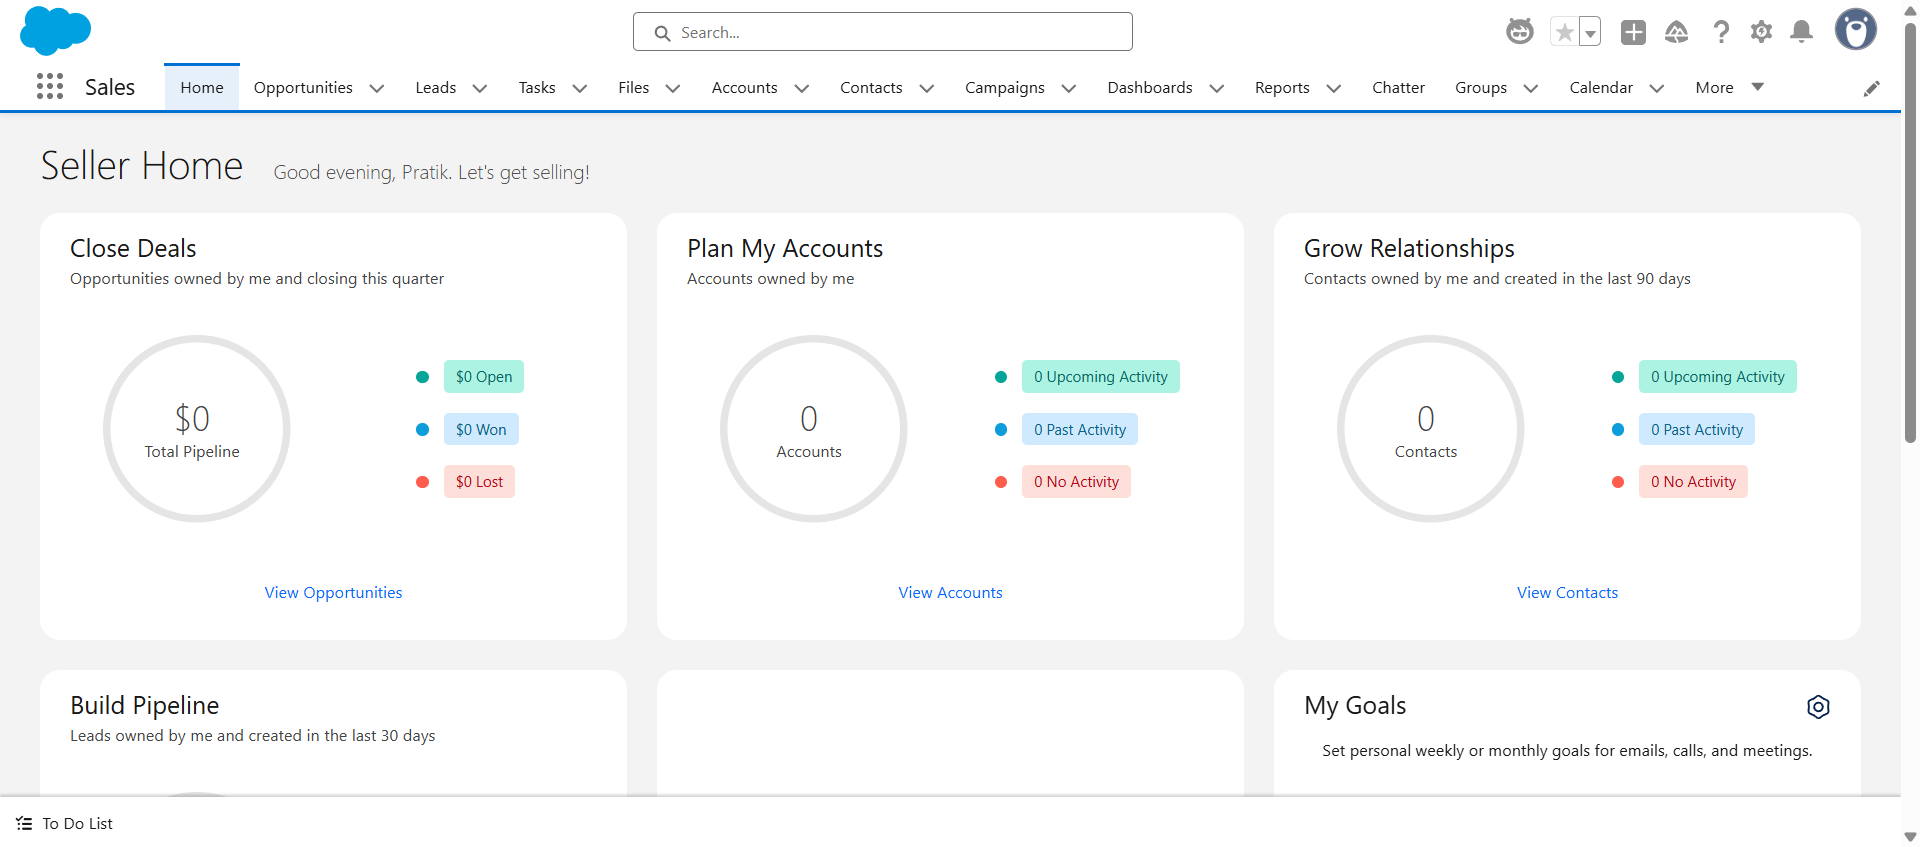 Search...
Sales
Home
Opportunities
Leads
Tasks
Files
Accounts
Contacts
Campaigns
Dashboards
Reports
Chatter
Groups
Calendar
More
Seller Home
Good evening, Pratik. Let's get selling!
Close Deals
Opportunities owned by me and closing this quarter
$0
Total Pipeline
$0 Open
$0 Won
$0 Lost
View Opportunities
Plan My Accounts
Accounts owned by me
0
Accounts
0 Upcoming Activity
0 Past Activity
0 No Activity
View Accounts
Grow Relationships
Contacts owned by me and created in the last 90 days
0
Contacts
0 Upcoming Activity
0 Past Activity
0 No Activity
View Contacts
Build Pipeline
Leads owned by me and created in the last 30 days
My Goals
Set personal weekly or monthly goals for emails, calls, and meetings.
To Do List